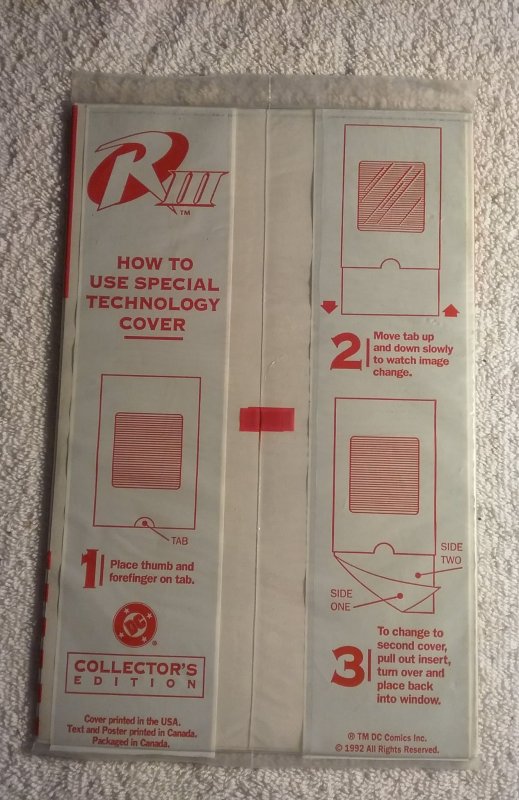 RIII
TM
HOW TO
USE SPECIAL
TECHNOLOGY
COVER
TAB
1 Place thumb and
forefinger on tab.
DC
®
COLLECTOR'S
EDITION
Cover printed in the USA.
Text and Poster printed in Canada.
Packaged in Canada.
2 Move tab up
and down slowly
to watch image
change.
SIDE
TWO
SIDE
ONE
3 To change to
second cover,
pull out insert,
turn over and
place back
into window.
® TM DC Comics Inc.
© 1992 All Rights Reserved.